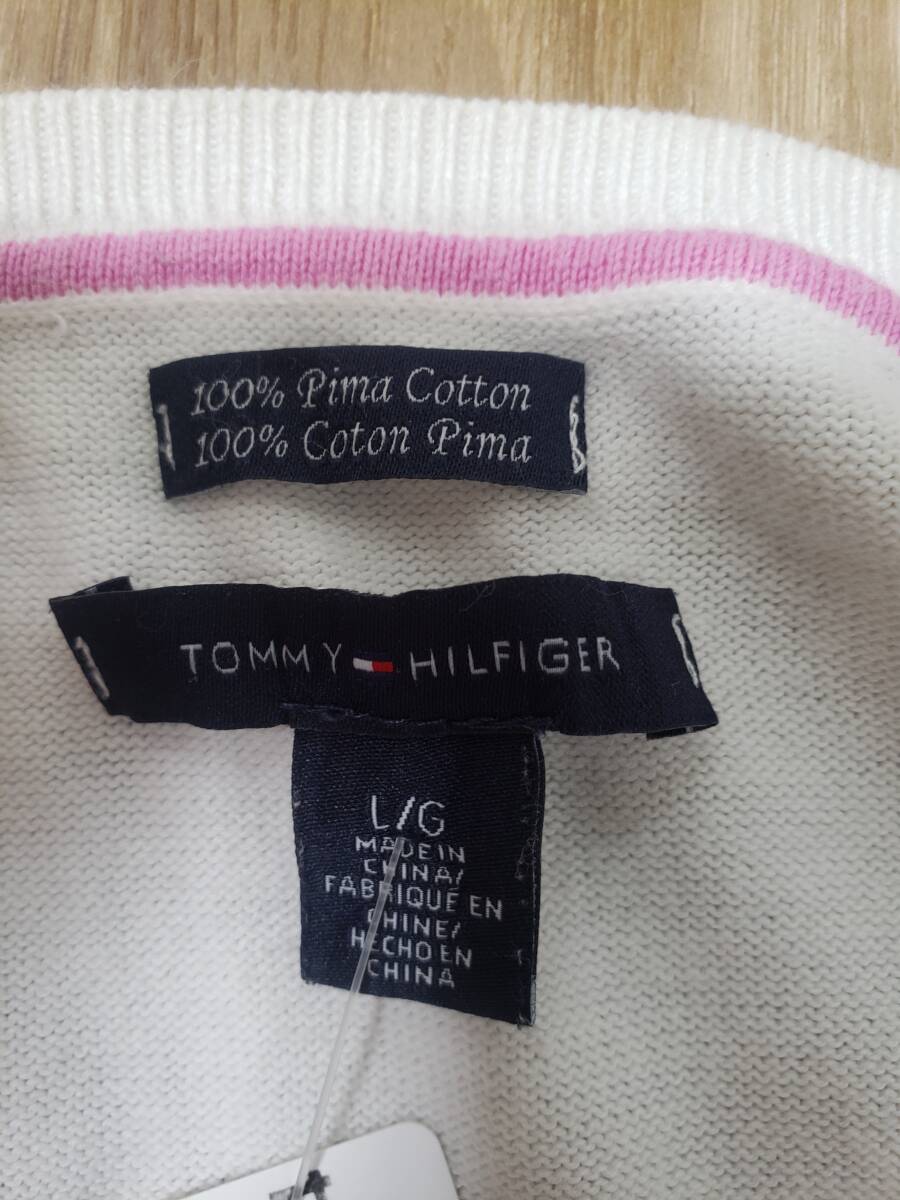 100% Pima Cotton
100% Coton Pima
TOMMY HILFIGER
L/G
MADE IN
CHINA/
FABRIQUÉ EN
CHINE/
HECHO EN
CHINA